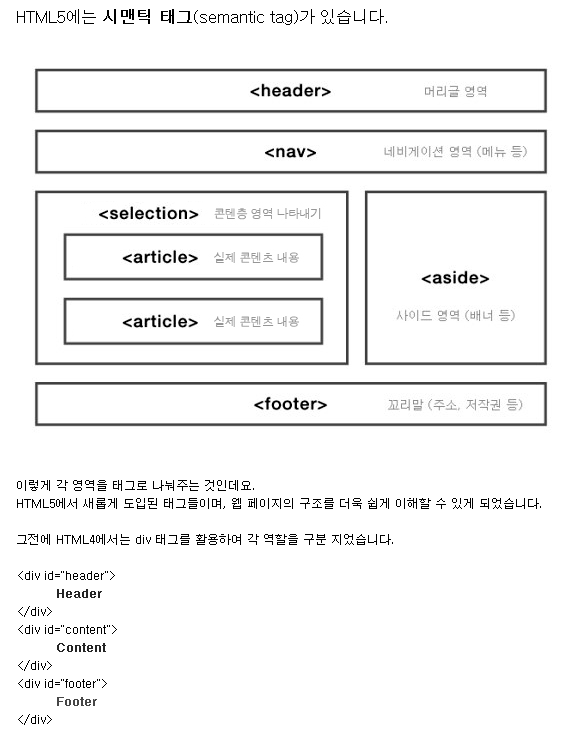 HTML5에는 시맨틱 태그(semantic tag)가 있습니다.
<header> 머리글 영역
<nav> 네비게이션 영역 (메뉴 등)
<selection> 콘텐츨 영역 나타내기
<article> 실제 콘텐츠 내용
<aside>
<article> 실제 콘텐츠 내용
사이드 영역 (배너 등)
<footer> 꼬리말 (주소, 저작권 등)
이렇게 각 영역을 태그로 나눠주는 것인데요.
HTML5에서 새롭게 도입된 태그들이며, 웹 페이지의 구조를 더욱 쉽게 이해할 수 있게 되었습니다.
그전에 HTML4에서는 div 태그를 활용하여 각 역할을 구분 지었습니다.
<div id="header">
Header
</div>
<div id="content">
Content
</div>
<div id="footer">
Footer
</div>